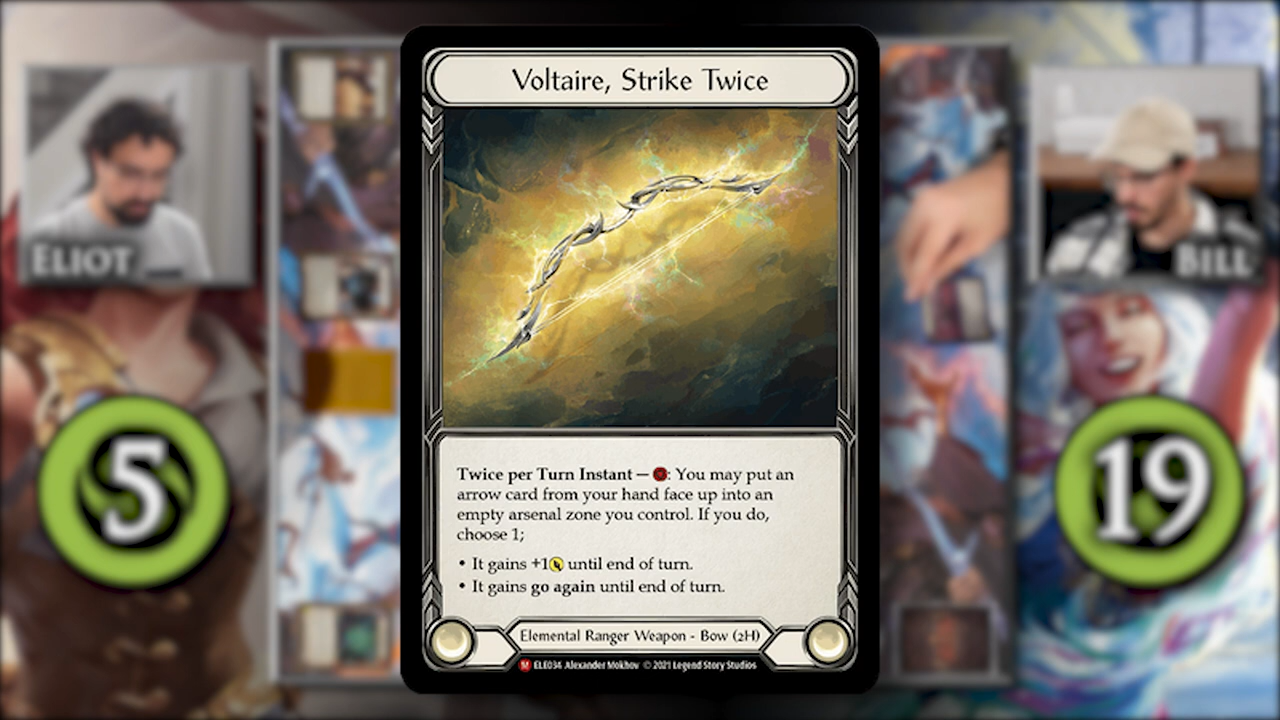 Voltaire, Strike Twice
ELIOT
BILL
5
19
Twice per Turn Instant — : You may put an
arrow card from your hand face up into an
empty arsenal zone you control. If you do,
choose 1;
• It gains +1 until end of turn.
• It gains go again until end of turn.
Elemental Ranger Weapon - Bow (2H)
M ELE034 Alexander Mokhov © 2021 Legend Story Studios